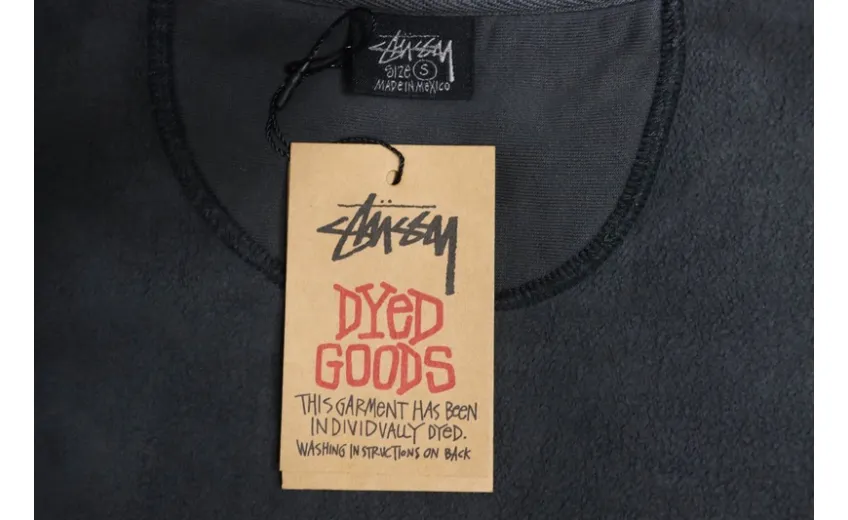 STÜSSY
SIZE S
MADE IN MEXICO
STÜSSY
DYED
GOODS
THIS GARMENT HAS BEEN
INDIVIDUALLY DYED.
WASHING INSTRUCTIONS ON BACK